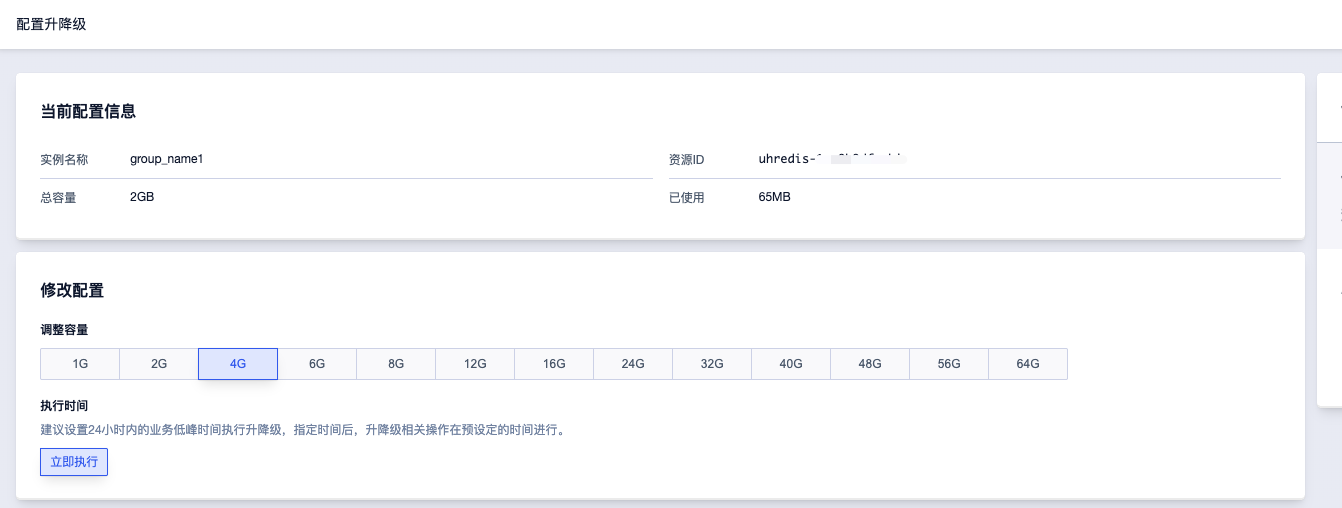 配置升降级
当前配置信息
实例名称 group_name1 资源ID uhredis-
总容量 2GB 已使用 65MB
修改配置
调整容量
1G 2G 4G 6G 8G 12G 16G 24G 32G 40G 48G 56G 64G
执行时间
建议设置24小时内的业务低峰时间执行升降级，指定时间后，升降级相关操作在预设定的时间进行。
立即执行